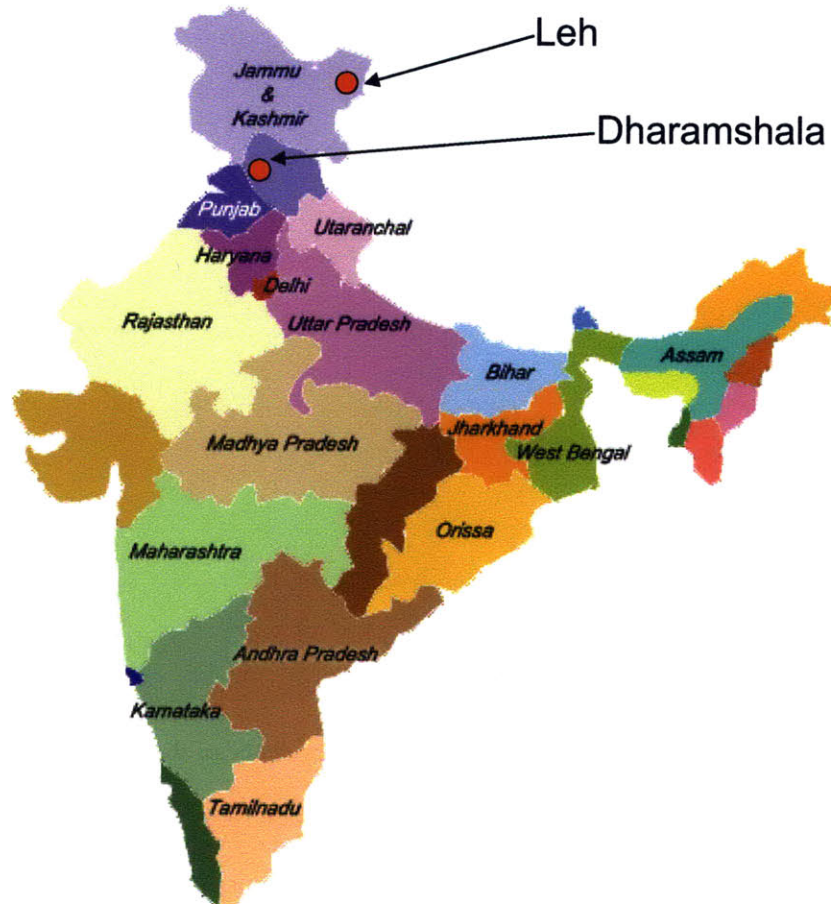 Leh
Jammu
&
Kashmir
Dharamshala
Punjab
Utaranchal
Haryana
Delhi
Rajasthan
Uttar Pradesh
Assam
Bihar
Jharkhand
Madhya Pradesh
West Bengal
Orissa
Maharashtra
Andhra Pradesh
Karnataka
Tamilnadu